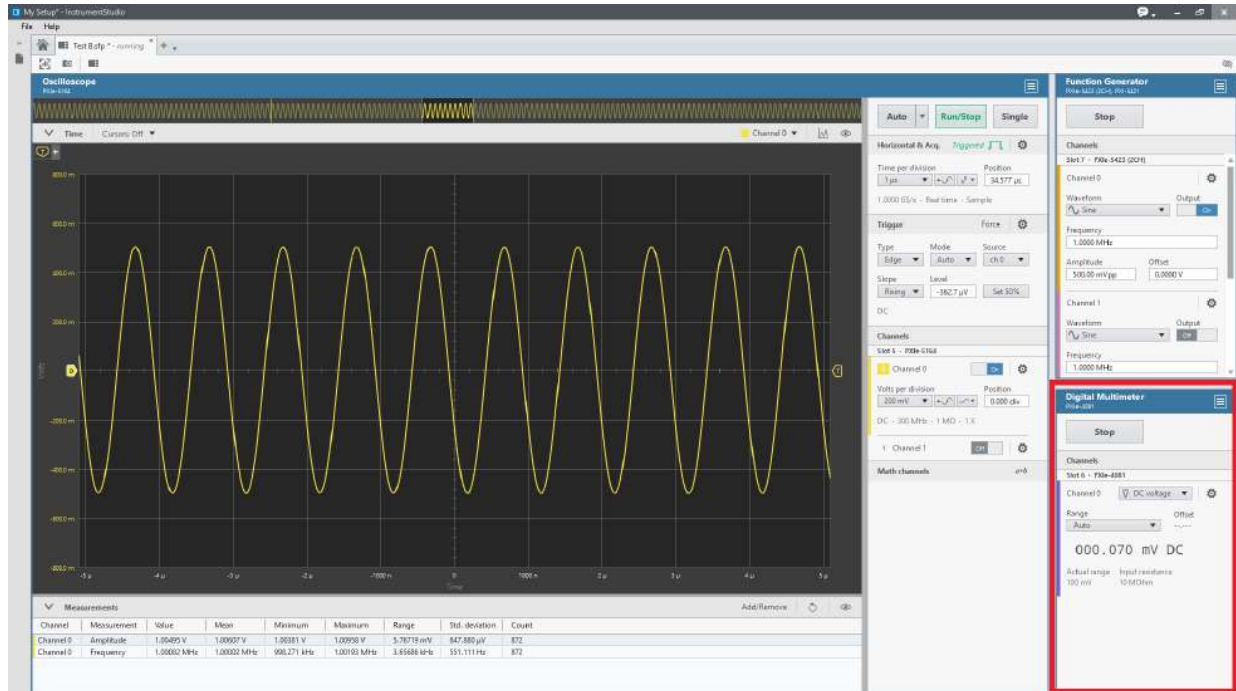 My Setup* - InstrumentStudio
File Help
Test 8.sfp * - running
Oscilloscope
PXIe-5162
Time Cursors: Off
Channel 0
800.0 m
600.0 m
400.0 m
200.0 m
0
-200.0 m
-400.0 m
-600.0 m
-800.0 m
Volts
-5 µ -4 µ -3 µ -2 µ -1000 n 0 1000 n 2 µ 3 µ 4 µ 5 µ
Time
Measurements Add/Remove
Channel Measurement Value Mean Minimum Maximum Range Std. deviation Count
Channel 0 Amplitude 1.00495 V 1.00607 V 1.00381 V 1.00958 V 5.76719 mV 847.880 µV 872
Channel 0 Frequency 1.00002 MHz 1.00002 MHz 998.271 kHz 1.00193 MHz 3.65686 kHz 551.111 Hz 872
Auto Run/Stop Single
Horizontal & Acq. Triggered
Time per division Position
1 µs 34.577 µs
1.0000 GS/s - Real time - Sample
Trigger Force
Type Mode Source
Edge Auto ch 0
Slope Level
Rising -362.7 µV Set 50%
DC
Channels
Slot 5 - PXIe-5162
0 Channel 0 On
Volts per division Position
200 mV 0.000 div
DC - 300 MHz - 1 MΩ - 1 X
1 Channel 1 Off
Math channels a+b
Function Generator
PXIe-5423 (2CH), PXI-5421
Stop
Channels
Slot 7 - PXIe-5423 (2CH)
Channel 0
Waveform Output
Sine On
Frequency
1.0000 MHz
Amplitude Offset
500.00 mVpp 0.0000 V
Channel 1
Waveform Output
Sine Off
Frequency
1.0000 MHz
Digital Multimeter
PXIe-4081
Stop
Channels
Slot 6 - PXIe-4081
Channel 0 DC voltage
Range Offset
Auto --.---
000.070 mV DC
Actual range Input resistance
100 mV 10 MOhm